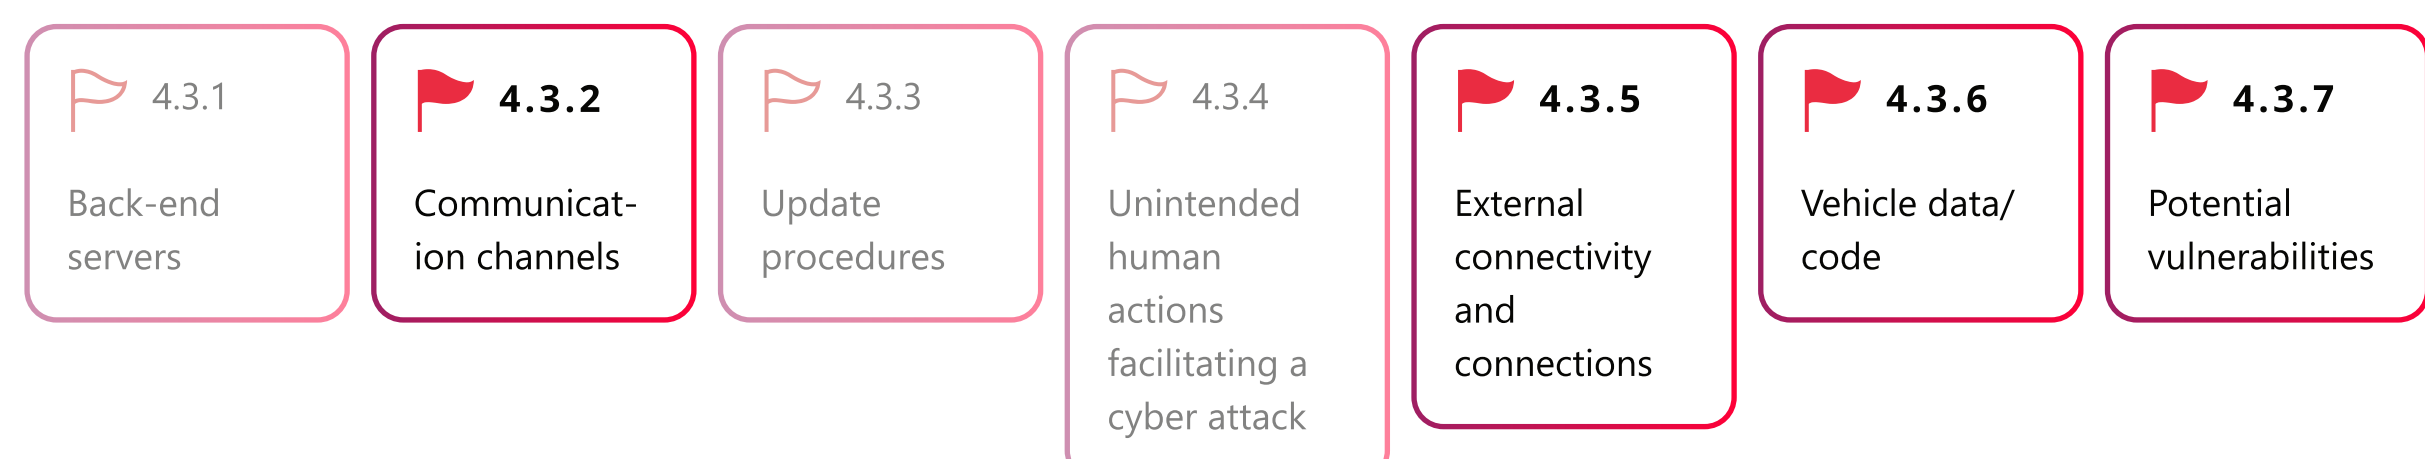 4.3.1
Back-end
servers
4.3.2
Communicat-
ion channels
4.3.3
Update
procedures
4.3.4
Unintended
human
actions
facilitating a
cyber attack
4.3.5
External
connectivity
and
connections
4.3.6
Vehicle data/
code
4.3.7
Potential
vulnerabilities